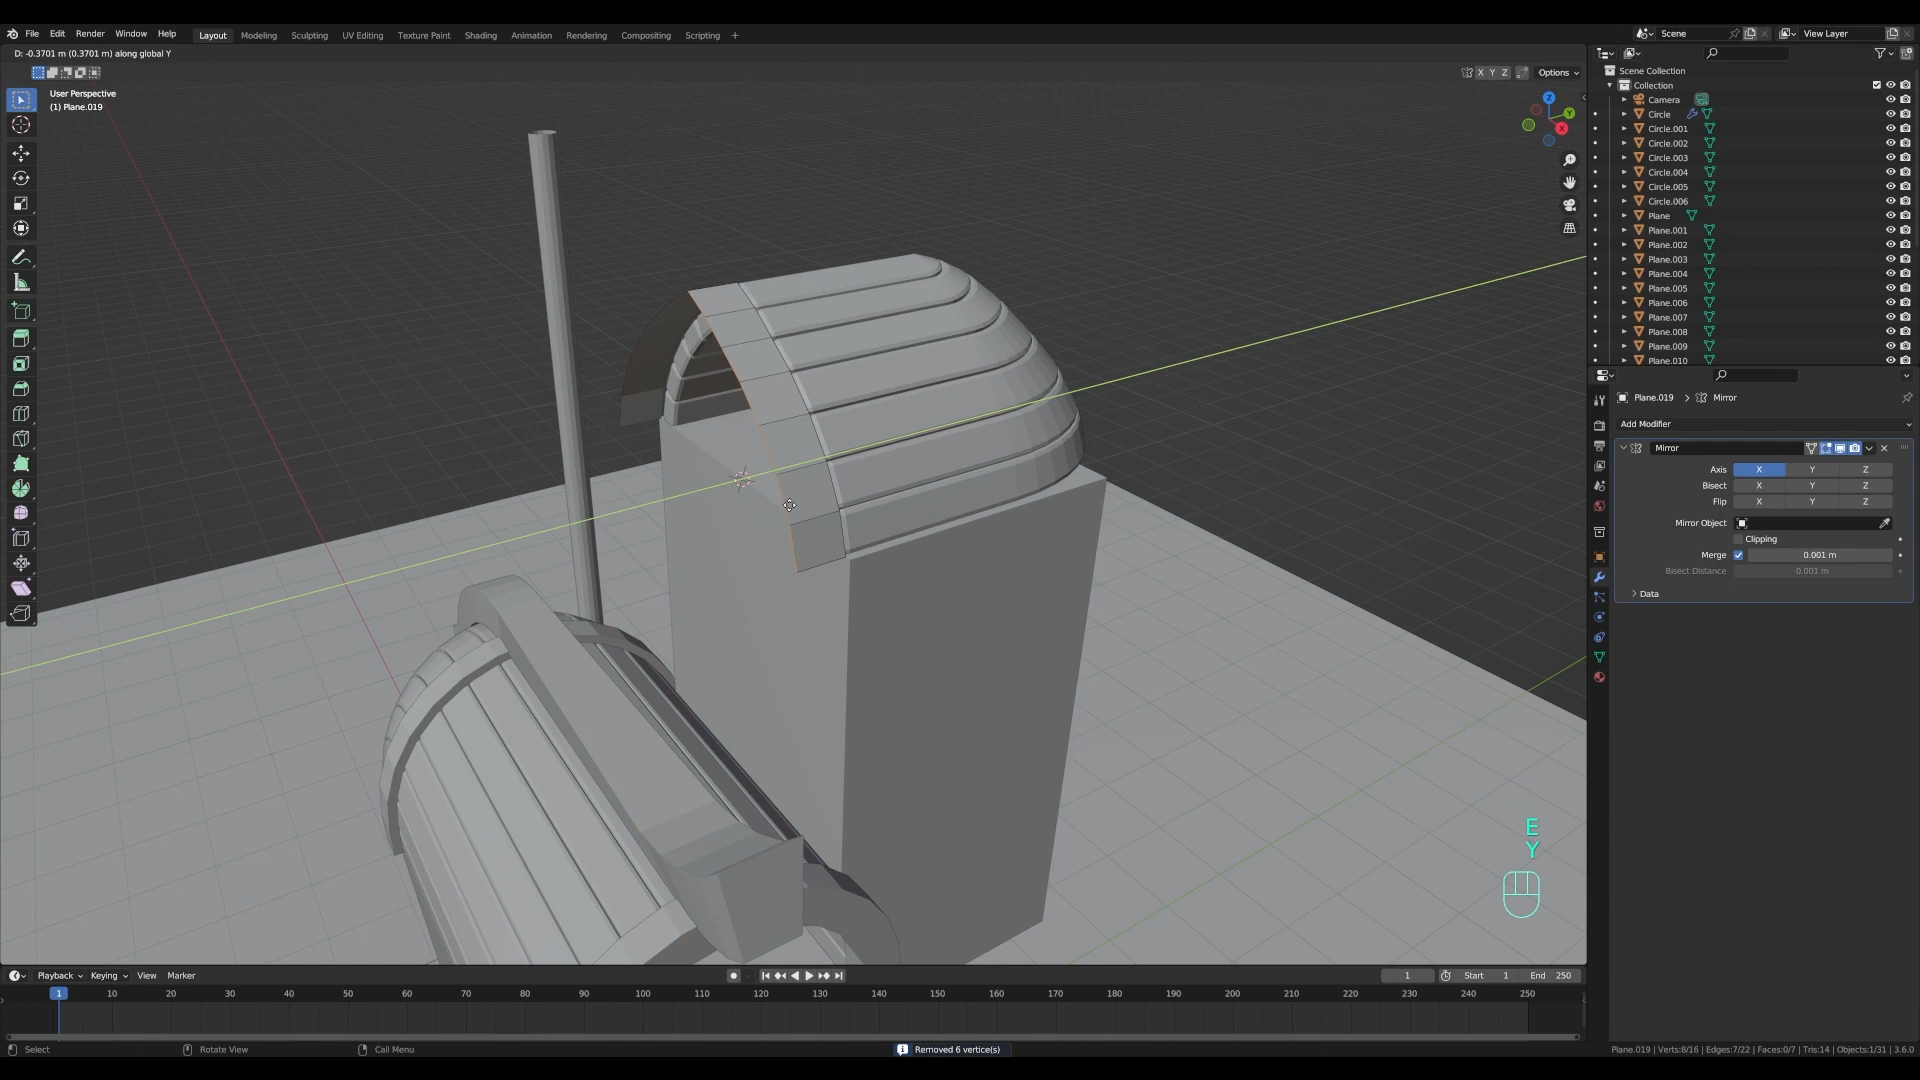 File Edit Render Window Help Layout Modeling Sculpting UV Editing Texture Paint Shading Animation Rendering Compositing Scripting + Scene View Layer
D: -0.3701 m (0.3701 m) along global Y
X Y Z Options
User Perspective
(1) Plane.019
Z
Y
X
Scene Collection
Collection
Camera
Circle
Circle.001
Circle.002
Circle.003
Circle.004
Circle.005
Circle.006
Plane
Plane.001
Plane.002
Plane.003
Plane.004
Plane.005
Plane.006
Plane.007
Plane.008
Plane.009
Plane.010
Plane.019 > Mirror
Add Modifier
Mirror
Axis X Y Z
Bisect X Y Z
Flip X Y Z
Mirror Object
Clipping
Merge 0.001 m
Bisect Distance 0.001 m
Data
E
Y
Playback Keying View Marker 1 Start 1 End 250
1 10 20 30 40 50 60 70 80 90 100 110 120 130 140 150 160 170 180 190 200 210 220 230 240 250
Select Rotate View Call Menu Removed 6 vertice(s) Plane.019 | Verts:8/16 | Edges:7/22 | Faces:0/7 | Tris:14 | Objects:1/31 | 3.6.0